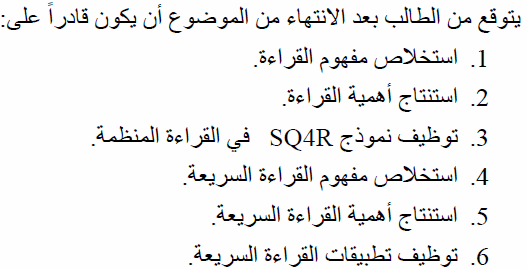 يتوقع من الطالب بعد الانتهاء من الموضوع أن يكون قادراً على:
1. استخلاص مفهوم القراءة.
2. استنتاج أهمية القراءة.
3. توظيف نموذج SQ4R في القراءة المنظمة.
4. استخلاص مفهوم القراءة السريعة.
5. استنتاج أهمية القراءة السريعة.
6. توظيف تطبيقات القراءة السريعة.